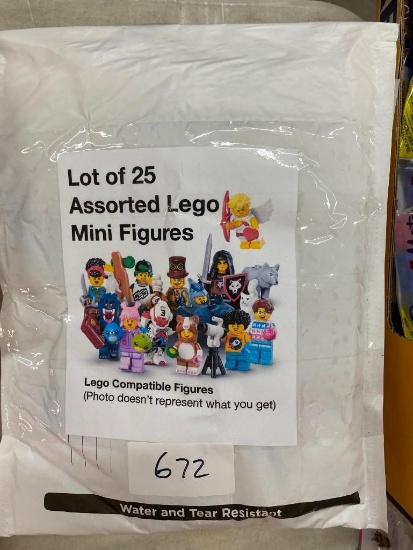 Lot of 25
Assorted Lego
Mini Figures
Lego Compatible Figures
(Photo doesn't represent what you get)
672
Water and Tear Resistant